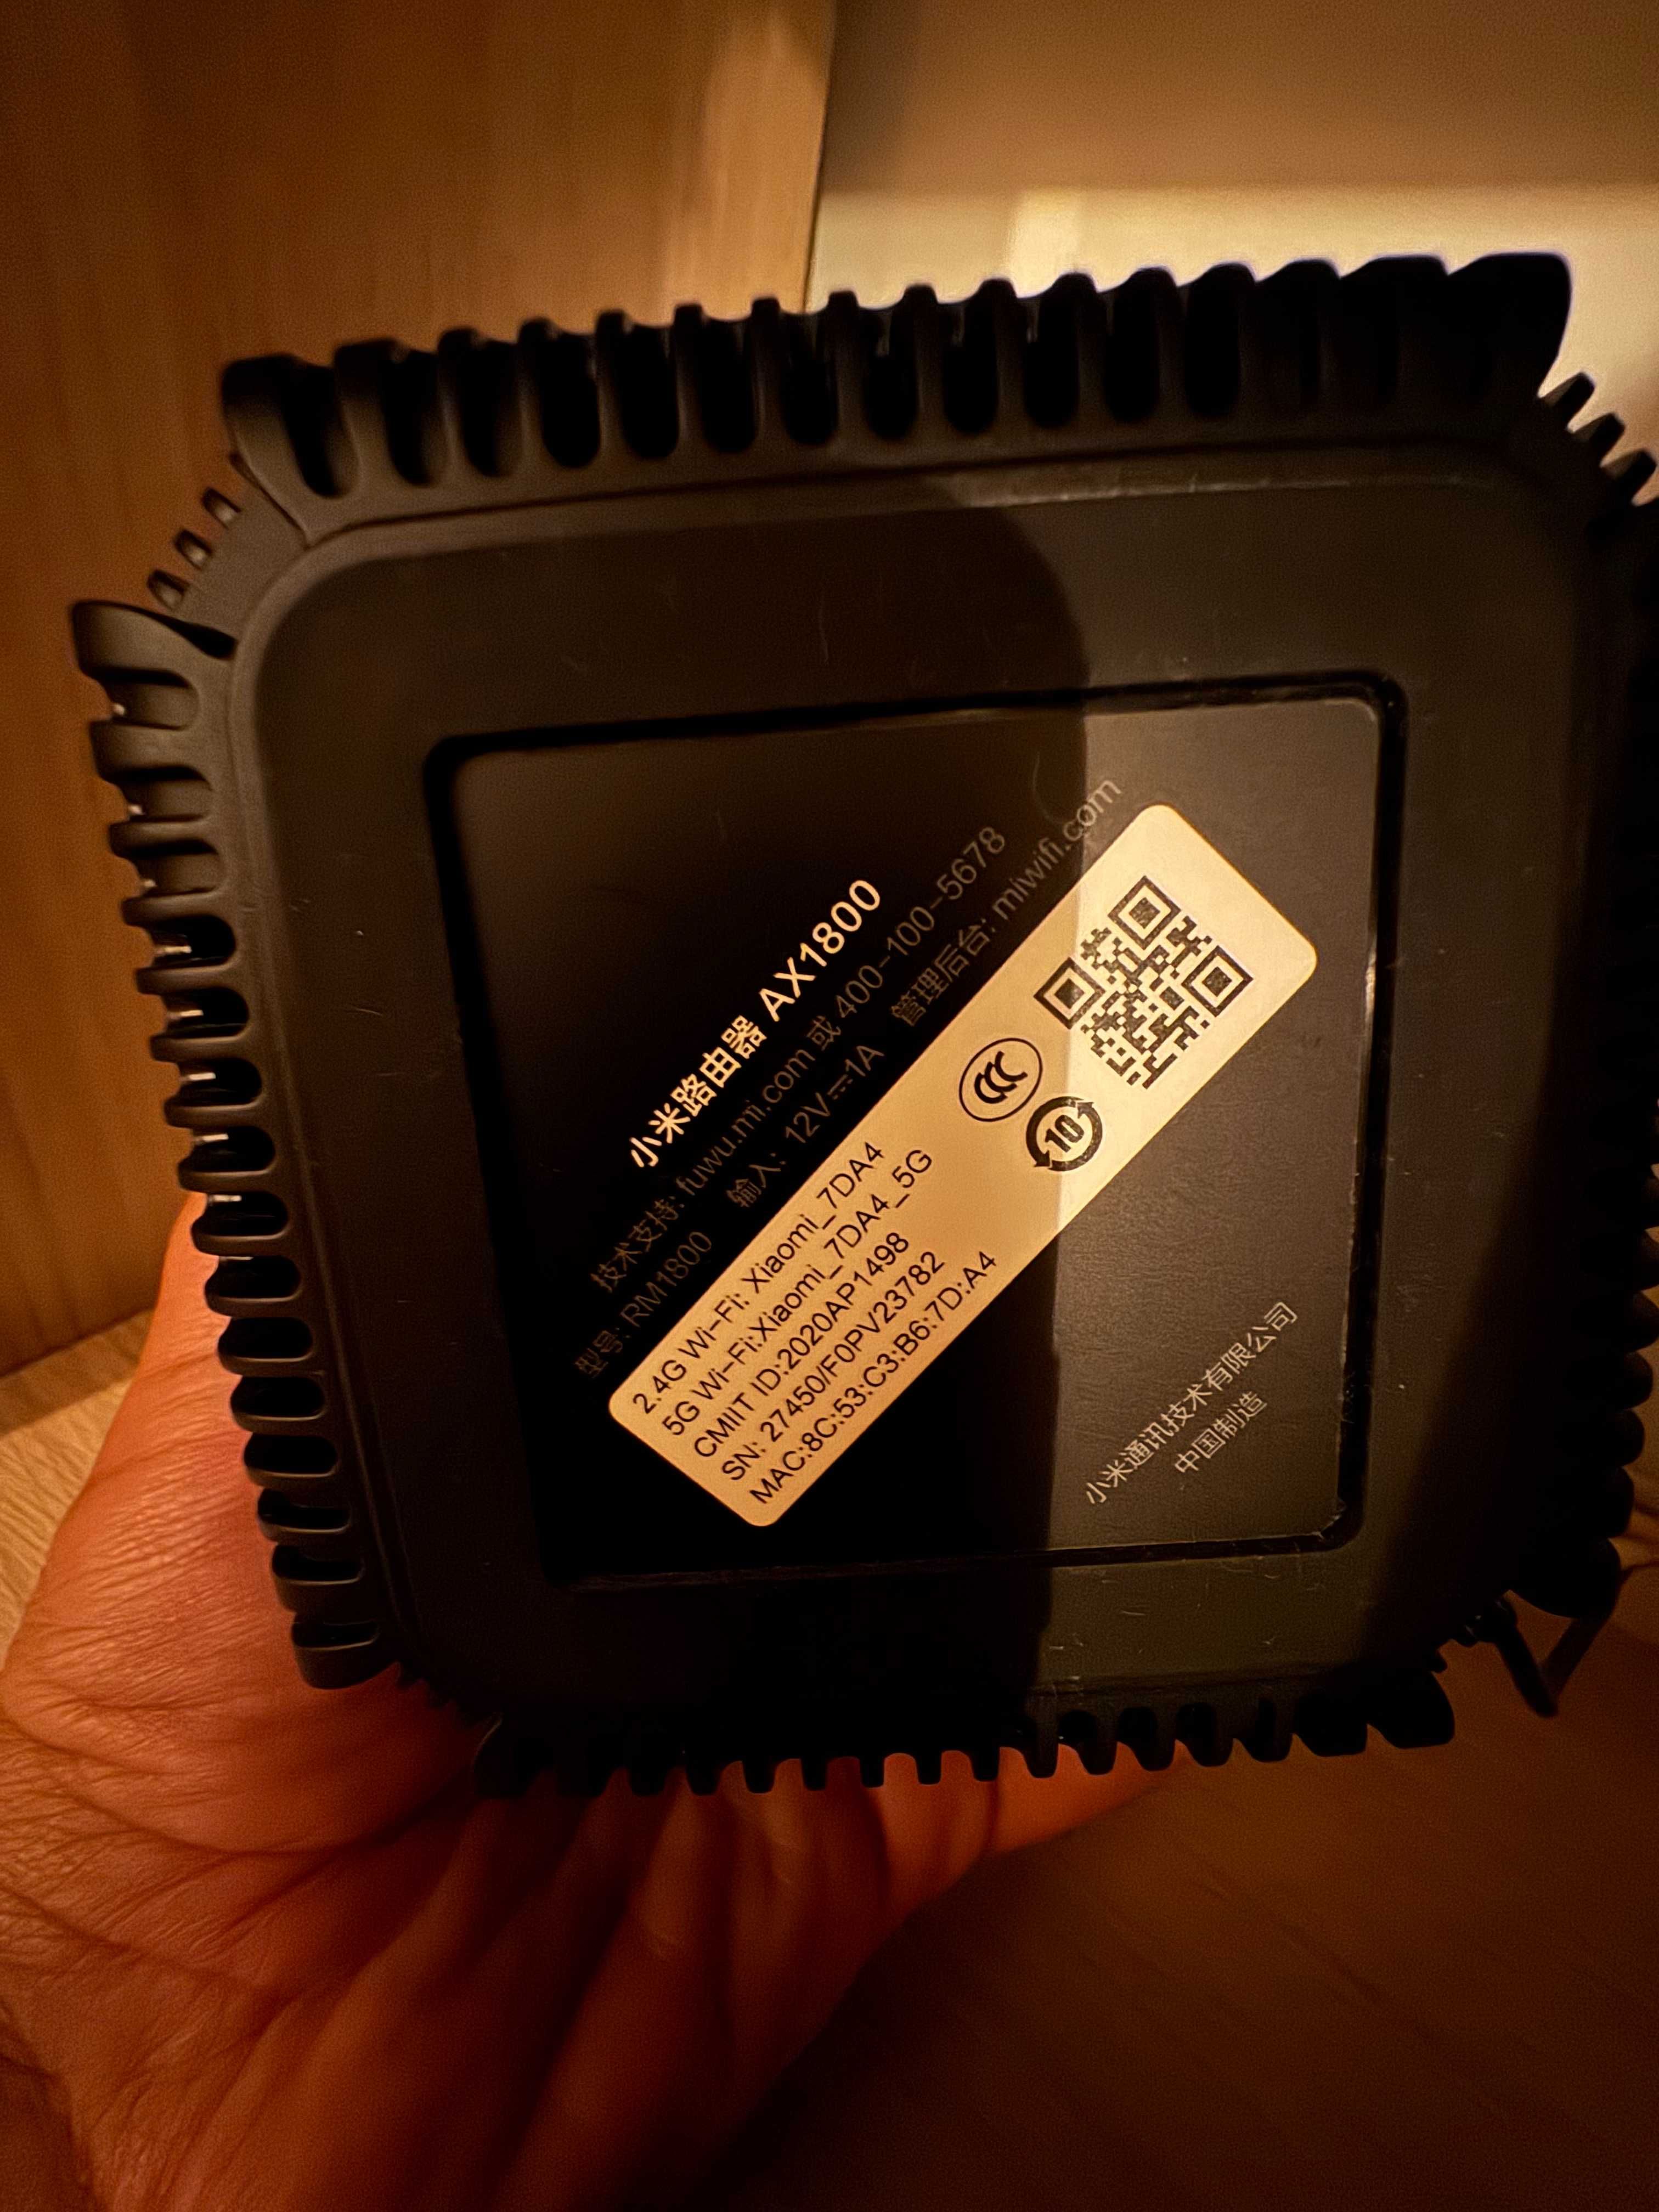 小米路由器 AX1800
技术支持: fuwu.mi.com 或 400-100-5678
型号: RM1800 输入: 12V⎓1A 管理后台: miwifi.com
2.4G Wi-Fi: Xiaomi_7DA4
5G Wi-Fi:Xiaomi_7DA4_5G
CMIIT ID:2020AP1498
SN: 27450/F0PV23782
MAC:8C:53:C3:B6:7D:A4
CCC
10
小米通讯技术有限公司
中国制造